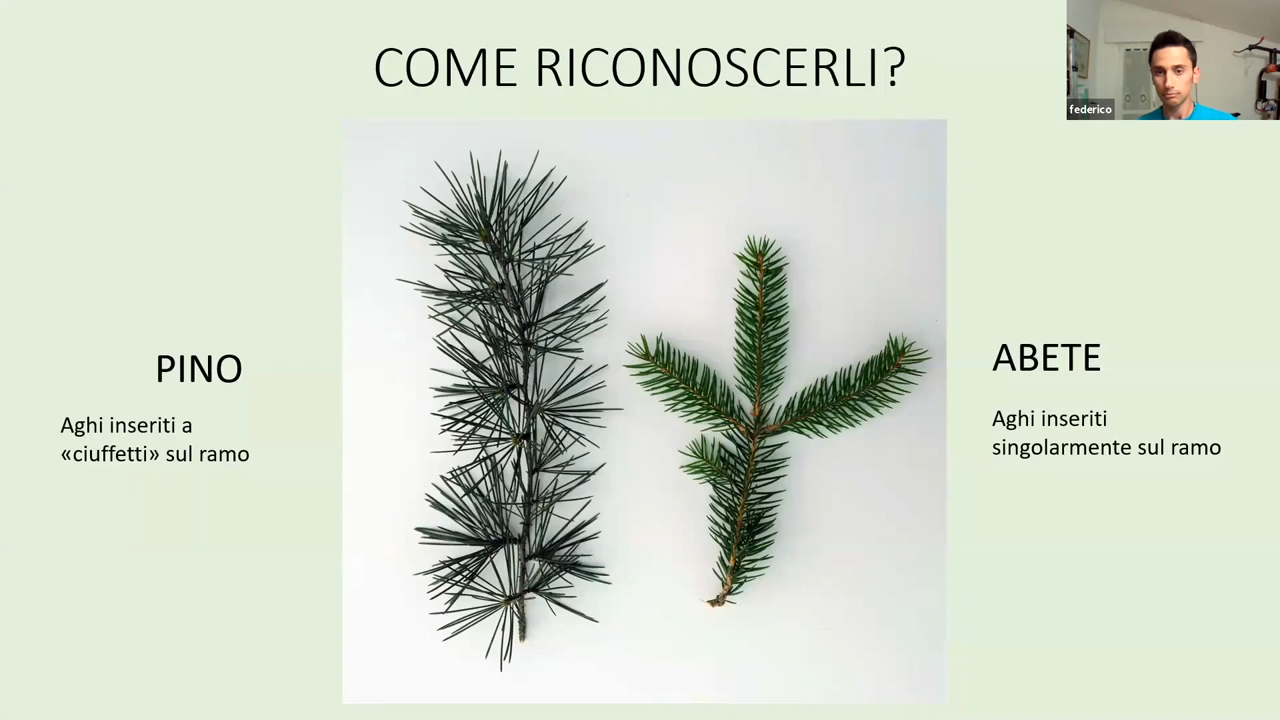 COME RICONOSCERLI?
federico
PINO
Aghi inseriti a
«ciuffetti» sul ramo
ABETE
Aghi inseriti
singolarmente sul ramo